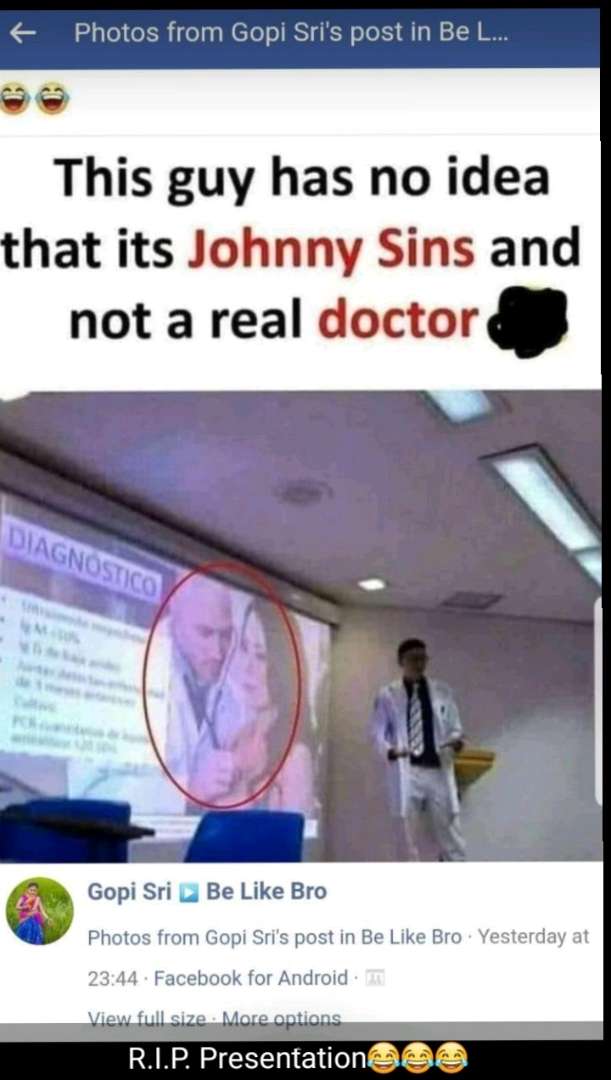 Photos from Gopi Sri's post in Be L...
😂😂
This guy has no idea
that its Johnny Sins and
not a real doctor
DIAGNÓSTICO
Gopi Sri ▶ Be Like Bro
Photos from Gopi Sri's post in Be Like Bro · Yesterday at
23:44 · Facebook for Android ·
View full size · More options
R.I.P. Presentation😂😂😂